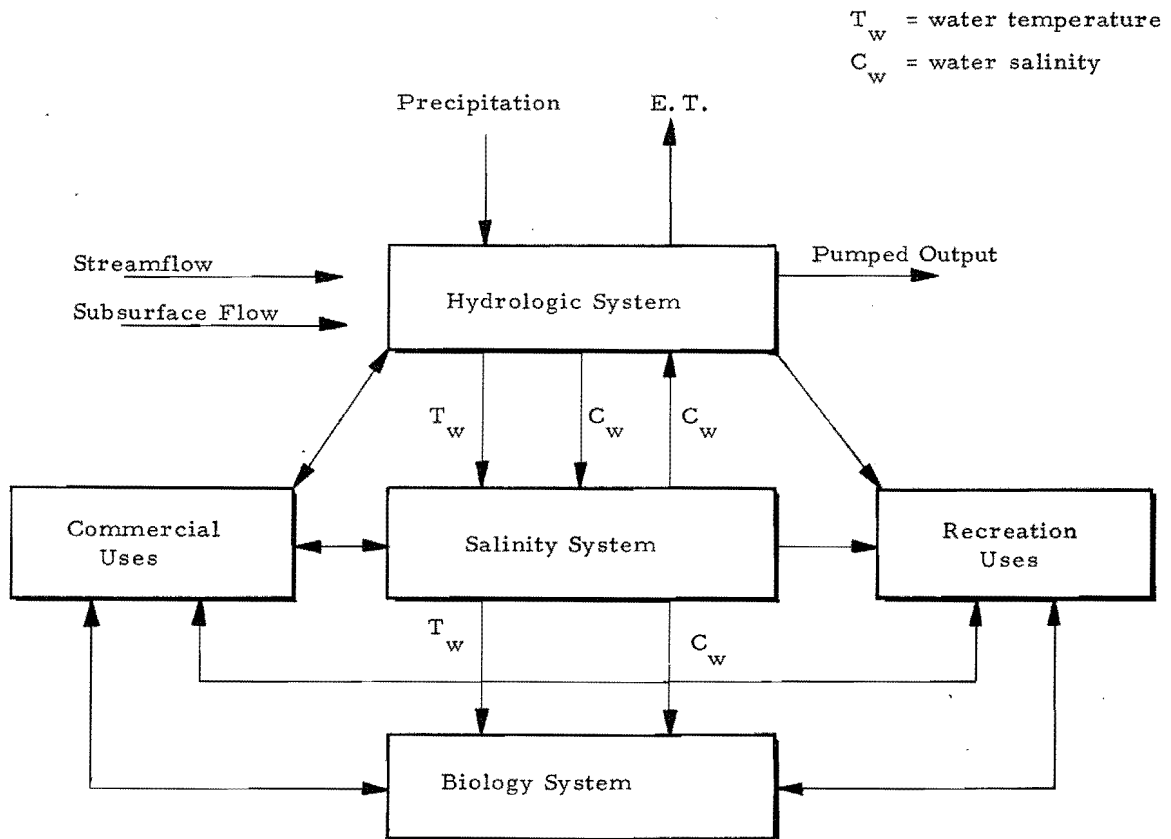 T_w = water temperature
C_w = water salinity
Precipitation
E. T.
Streamflow
Subsurface Flow
Hydrologic System
Pumped Output
T_w
C_w
C_w
Commercial
Uses
Salinity System
Recreation
Uses
T_w
C_w
Biology System